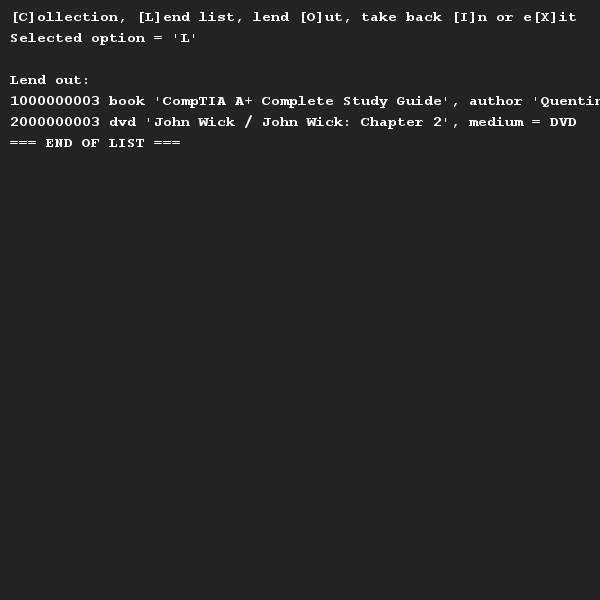 [C]ollection, [L]end list, lend [O]ut, take back [I]n or e[X]it
Selected option = 'L'
Lend out:
1000000003 book 'CompTIA A+ Complete Study Guide', author 'Quentin
2000000003 dvd 'John Wick / John Wick: Chapter 2', medium = DVD
=== END OF LIST ===